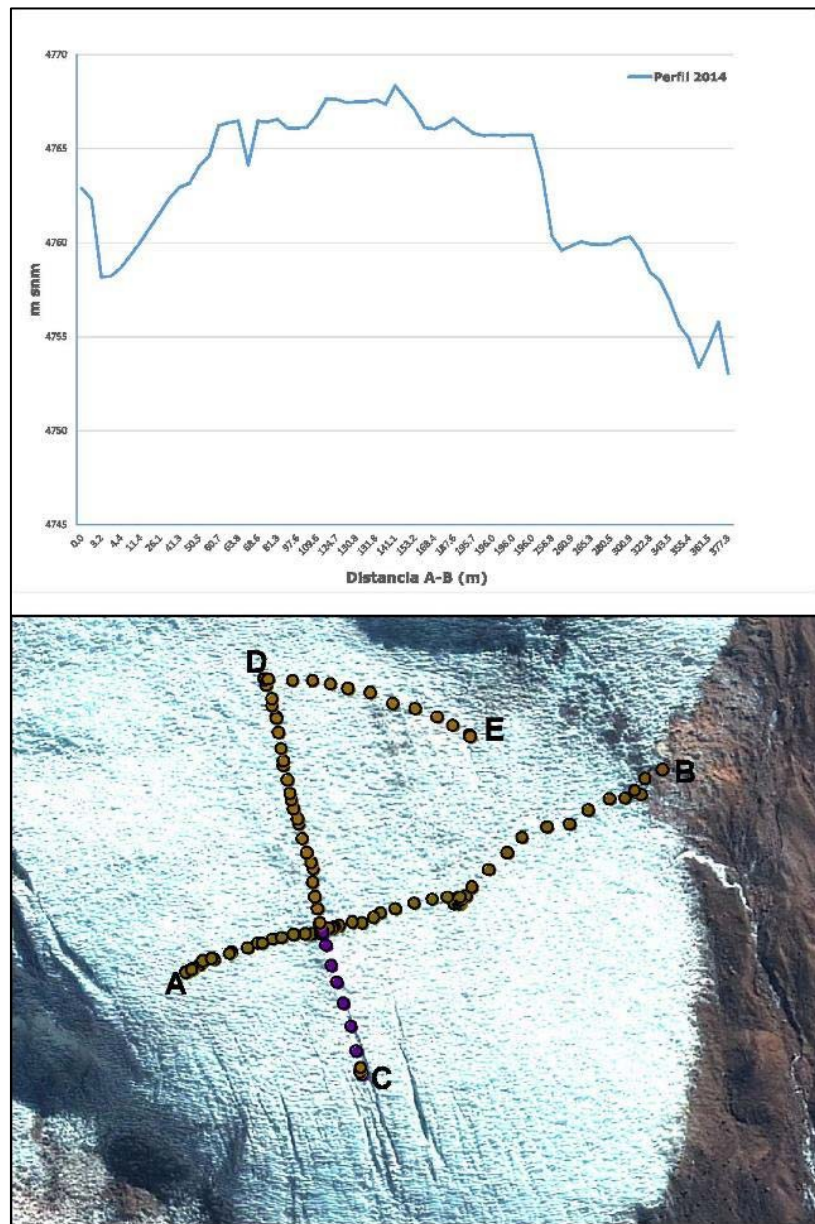 4770
Perfil 2014
4765
4760
m snm
4755
4750
4745
0.0 3.2 4.4 11.4 26.1 41.3 50.5 60.7 63.8 68.6 81.3 97.6 109.6 124.7 130.8 131.6 141.1 153.2 168.4 187.6 195.7 196.0 196.0 196.0 256.8 260.9 265.3 280.5 300.9 322.8 343.5 355.4 361.5 377.3
Distancia A-B (m)
D
E
B
A
C